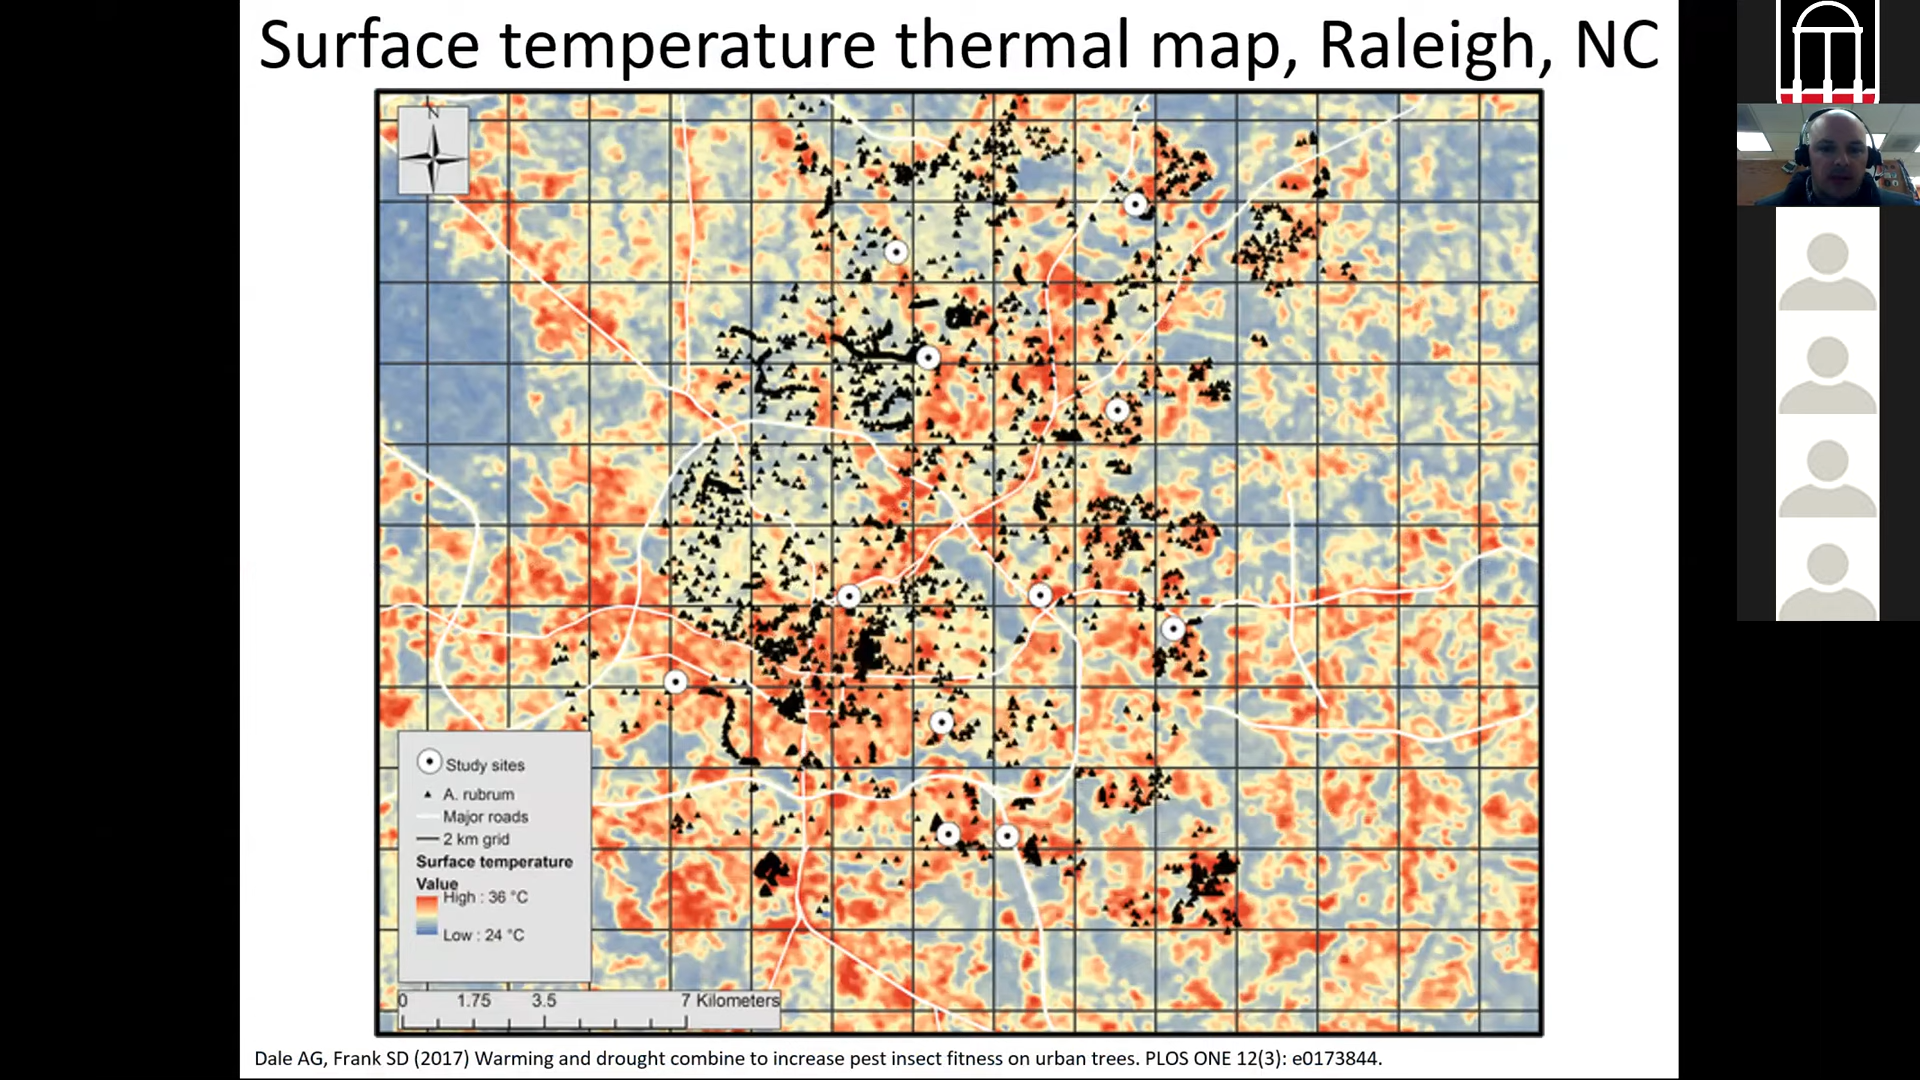 Surface temperature thermal map, Raleigh, NC
N
Study sites
A. rubrum
Major roads
2 km grid
Surface temperature
Value
High : 36 °C
Low : 24 °C
0 1.75 3.5 7 Kilometers
Dale AG, Frank SD (2017) Warming and drought combine to increase pest insect fitness on urban trees. PLOS ONE 12(3): e0173844.